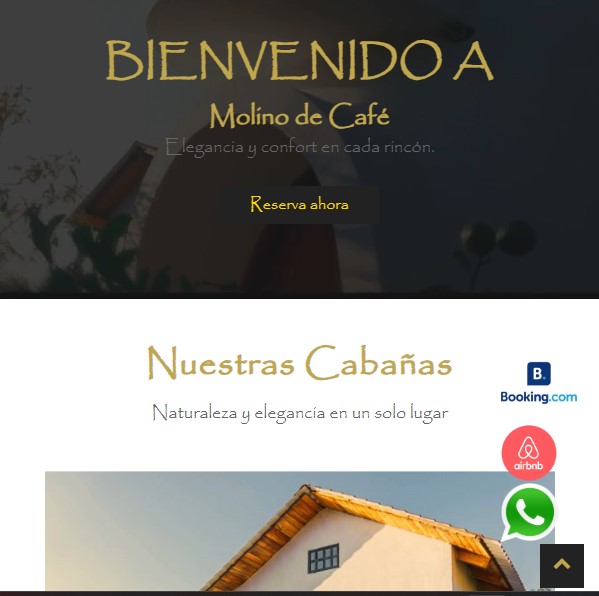 BIENVENIDO A
Molino de Café
Elegancia y confort en cada rincón.
Reserva ahora
Nuestras Cabañas
Naturaleza y elegancia en un solo lugar
B.
Booking.com
airbnb